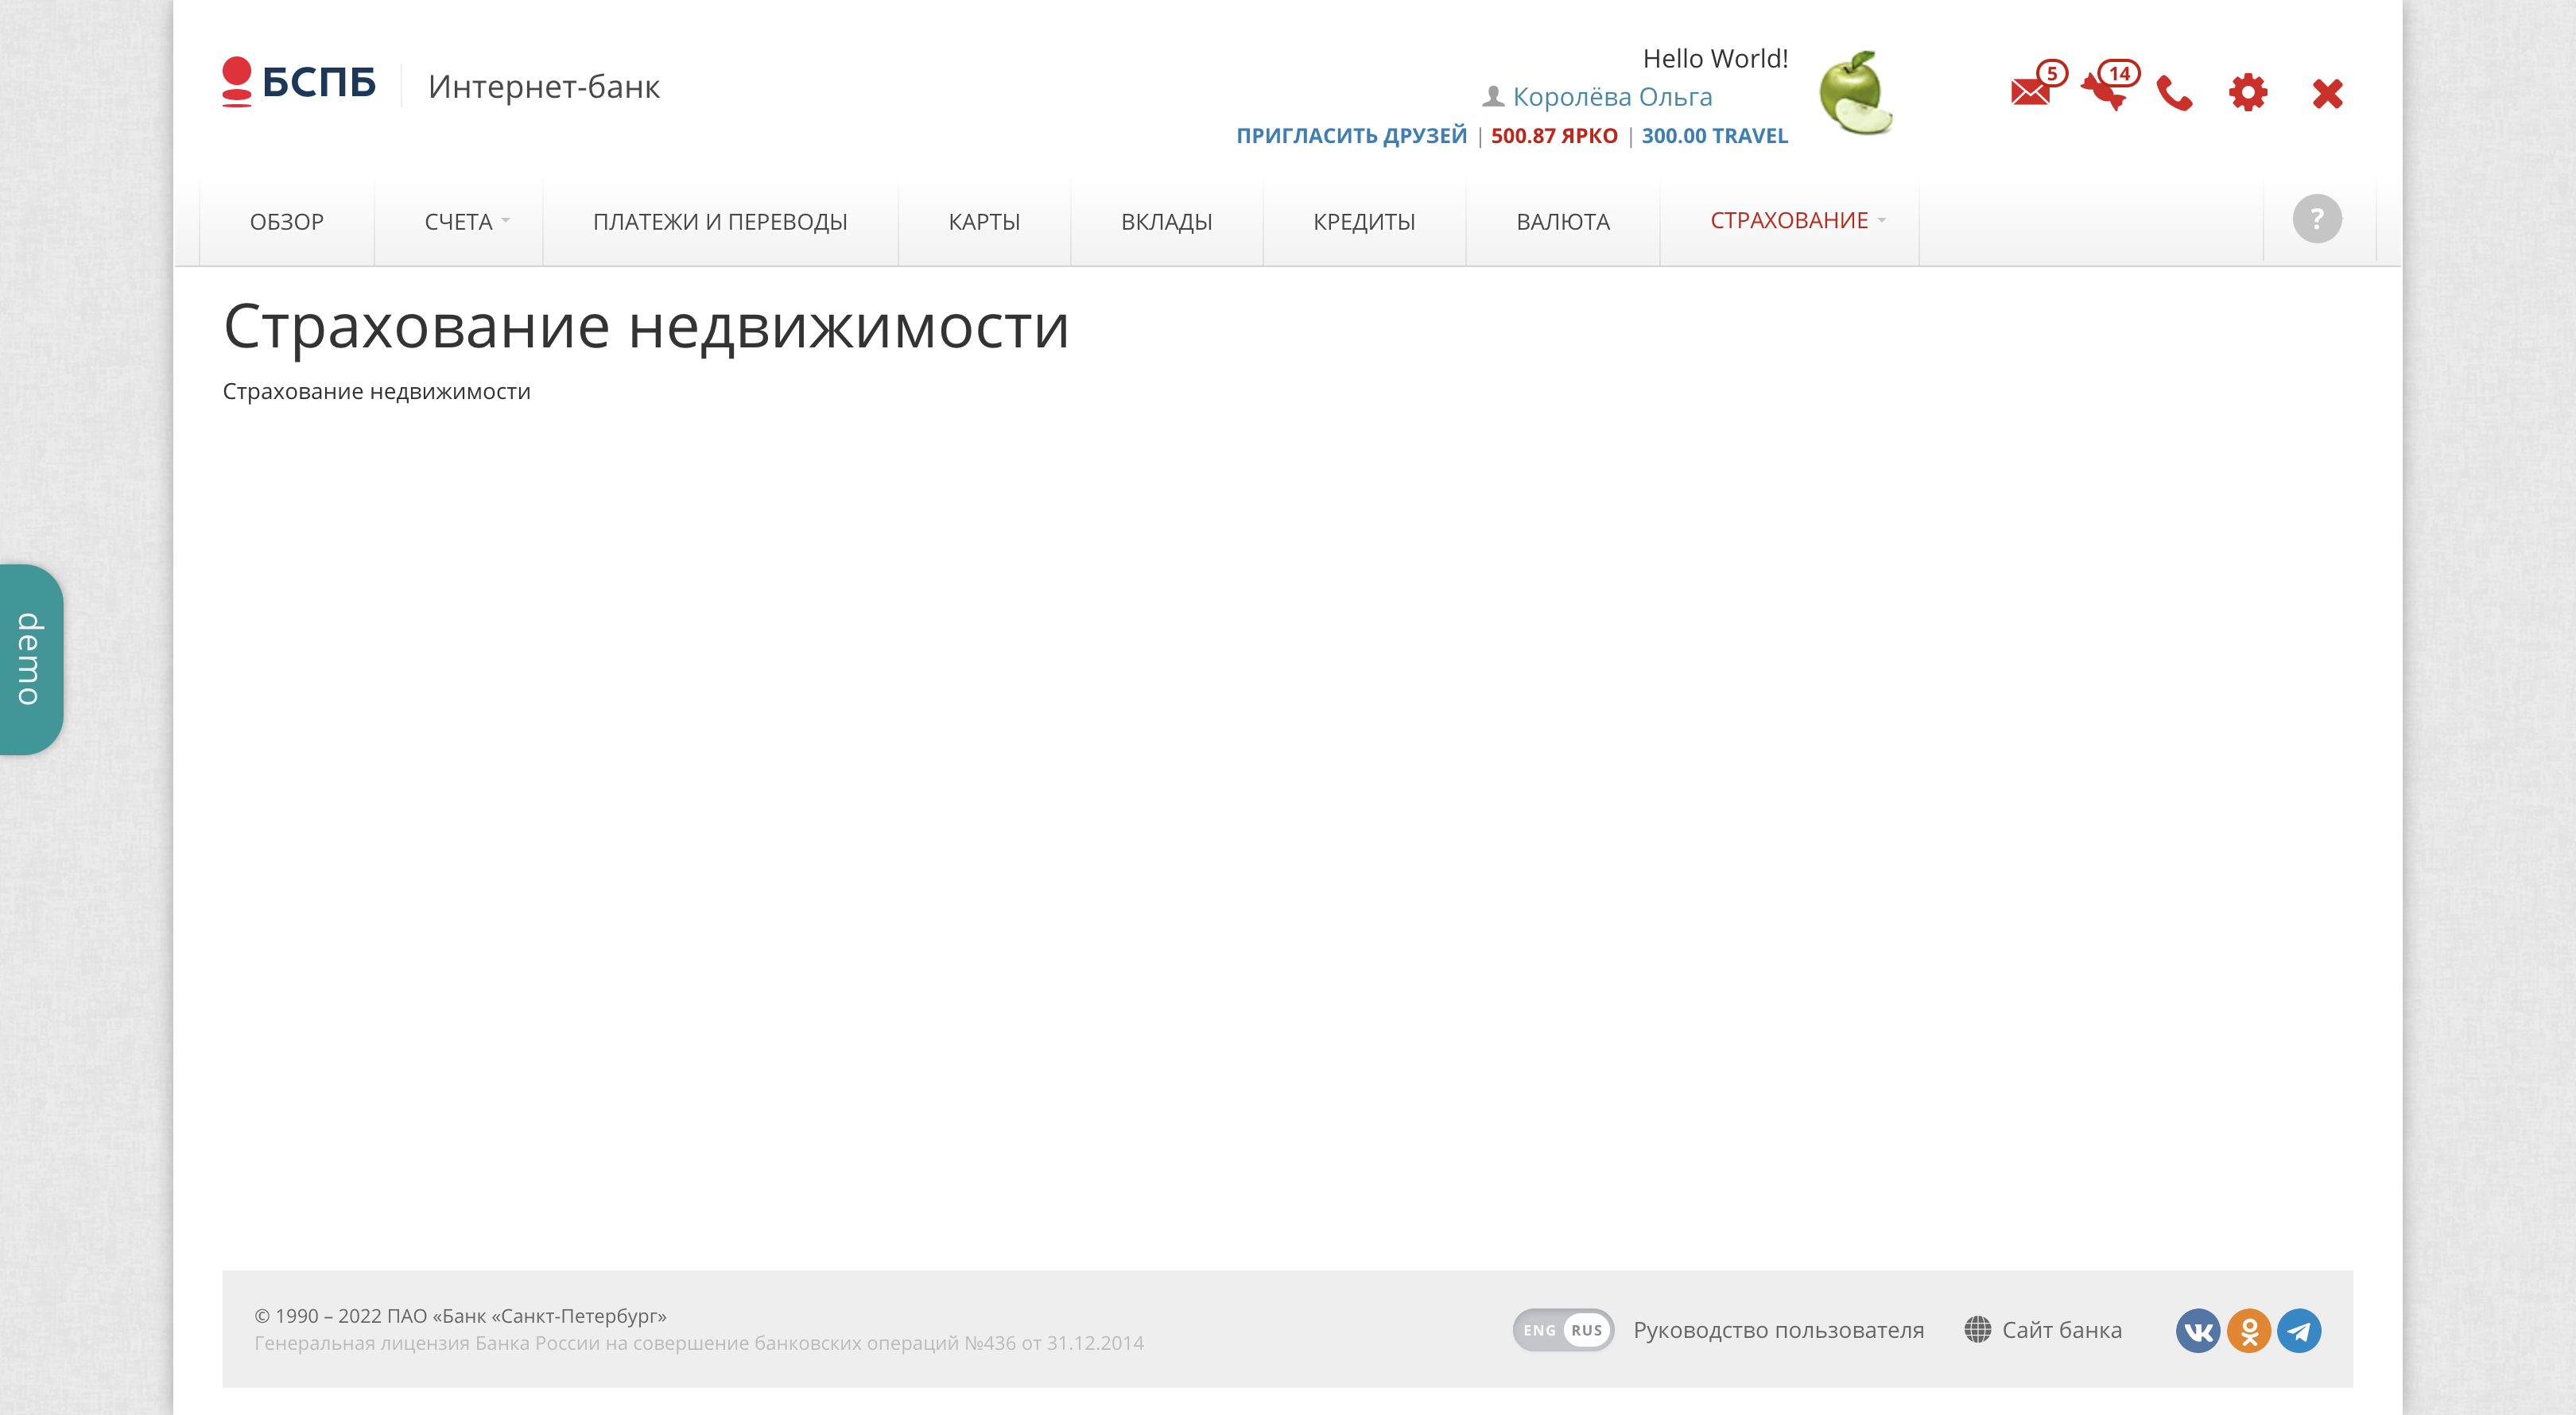 БСПБ
Интернет-банк
Hello World!
Королёва Ольга
ПРИГЛАСИТЬ ДРУЗЕЙ | 500.87 ЯРКО | 300.00 TRAVEL
5
14
ОБЗОР
СЧЕТА
ПЛАТЕЖИ И ПЕРЕВОДЫ
КАРТЫ
ВКЛАДЫ
КРЕДИТЫ
ВАЛЮТА
СТРАХОВАНИЕ
?
Страхование недвижимости
Страхование недвижимости
demo
© 1990 – 2022 ПАО «Банк «Санкт-Петербург»
Генеральная лицензия Банка России на совершение банковских операций №436 от 31.12.2014
ENG RUS
Руководство пользователя
Сайт банка